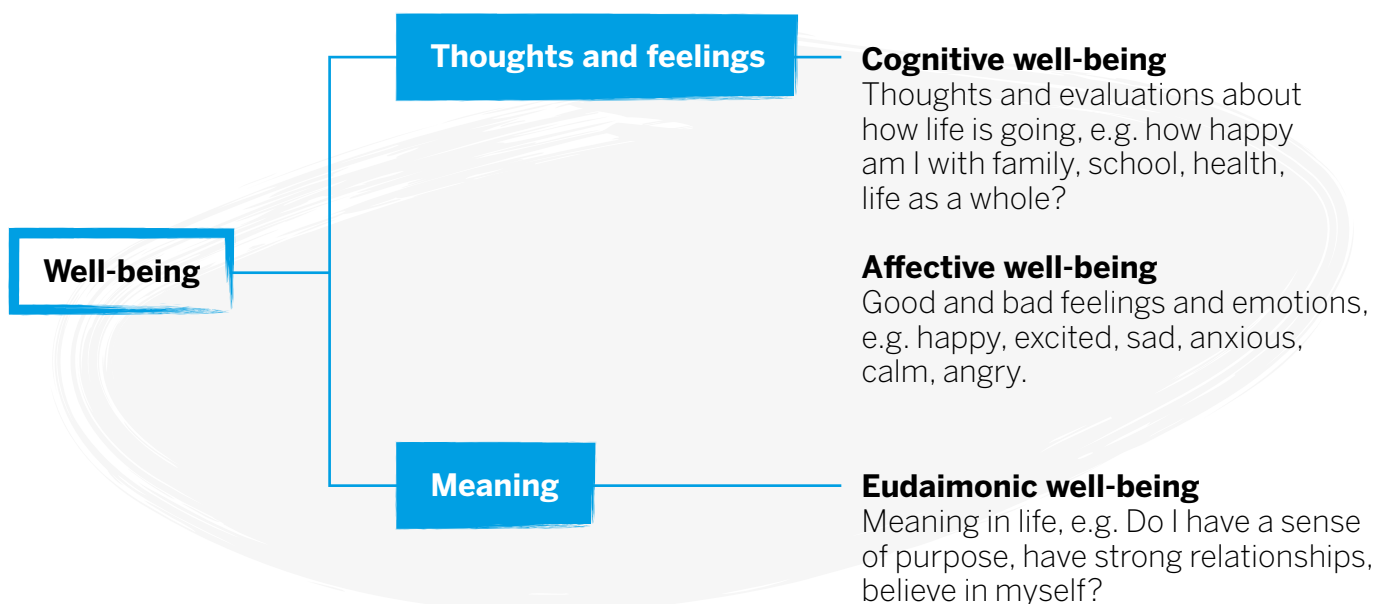 Thoughts and feelings
Cognitive well-being
Thoughts and evaluations about
how life is going, e.g. how happy
am I with family, school, health,
life as a whole?
Well-being
Affective well-being
Good and bad feelings and emotions,
e.g. happy, excited, sad, anxious,
calm, angry.
Meaning
Eudaimonic well-being
Meaning in life, e.g. Do I have a sense
of purpose, have strong relationships,
believe in myself?